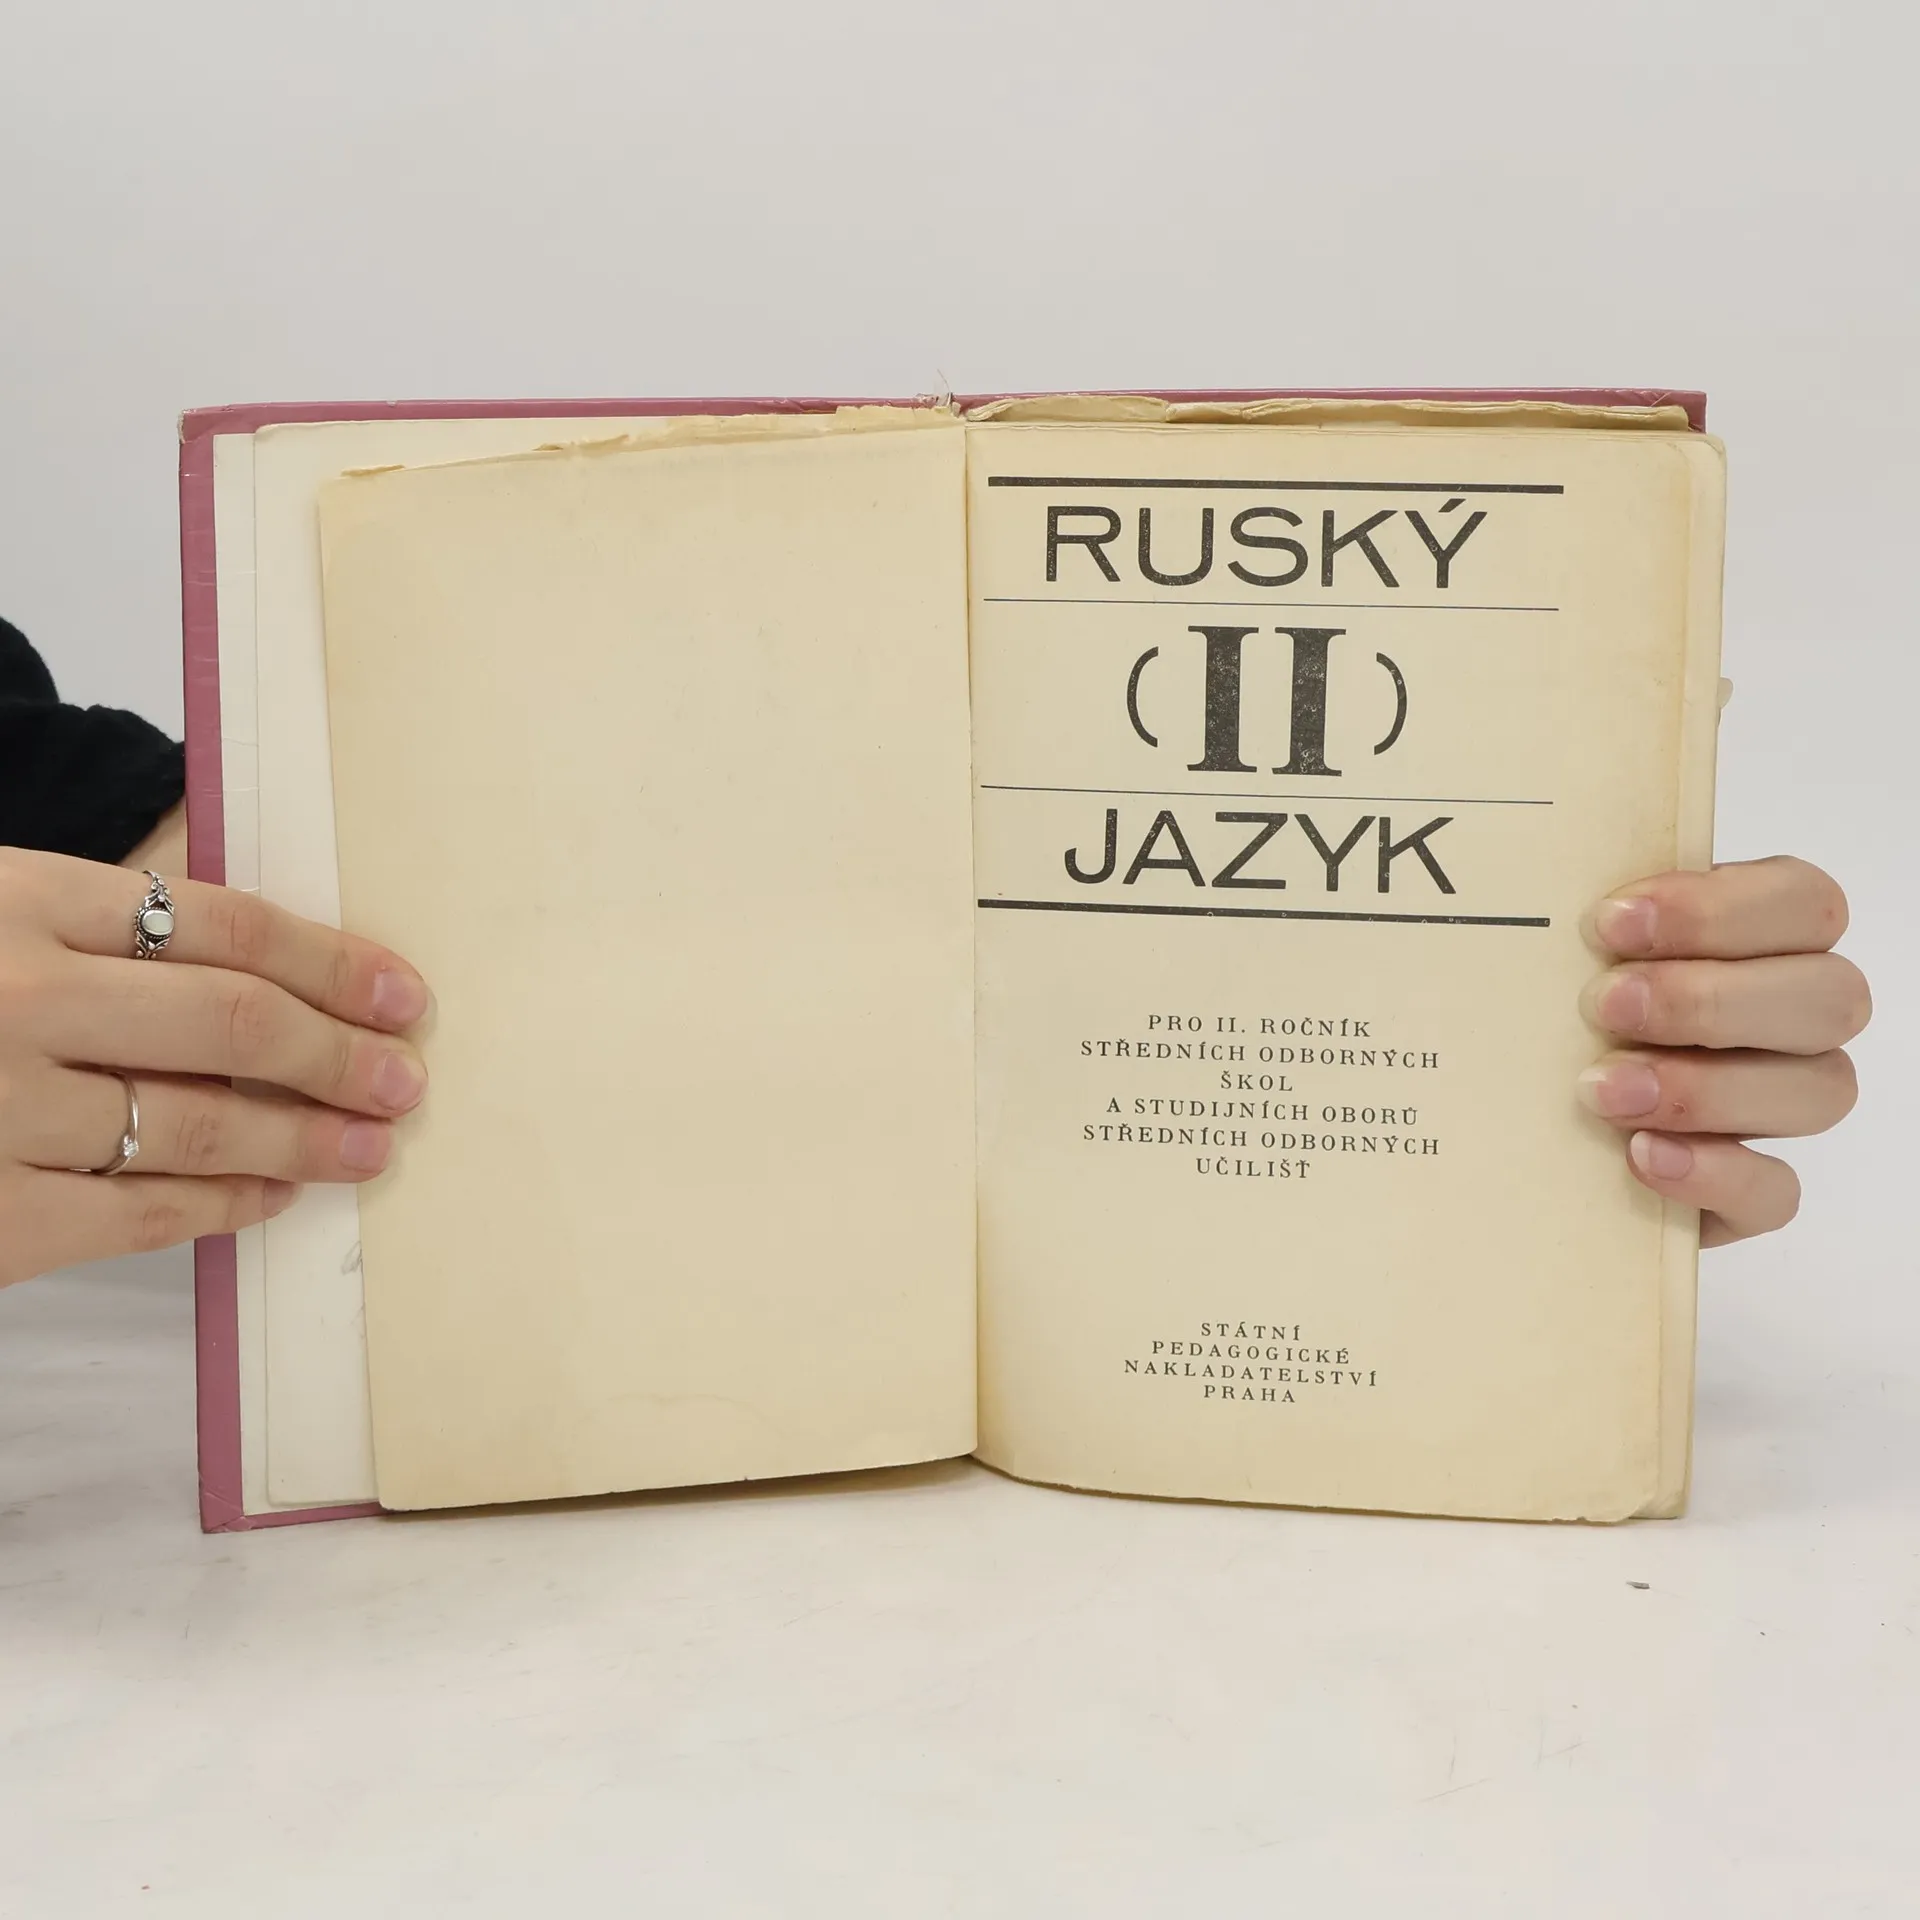 RUSKÝ
(II)
JAZYK
PRO II. ROČNÍK
STŘEDNÍCH ODBORNÝCH
ŠKOL
A STUDIJNÍCH OBORŮ
STŘEDNÍCH ODBORNÝCH
UČILIŠŤ
STÁTNÍ
PEDAGOGICKÉ
NAKLADATELSTVÍ
PRAHA